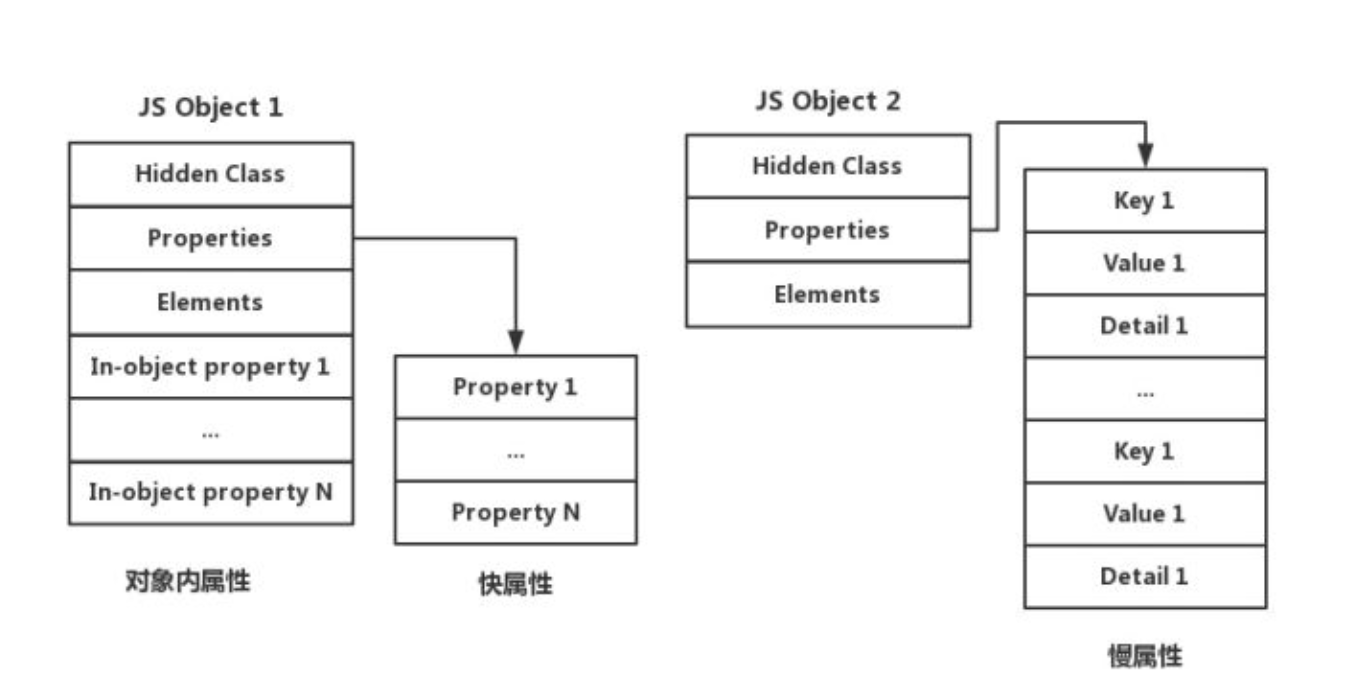 JS Object 1
Hidden Class
Properties
Elements
In-object property 1
...
In-object property N
对象内属性
Property 1
...
Property N
快属性
JS Object 2
Hidden Class
Properties
Elements
Key 1
Value 1
Detail 1
...
Key 1
Value 1
Detail 1
慢属性